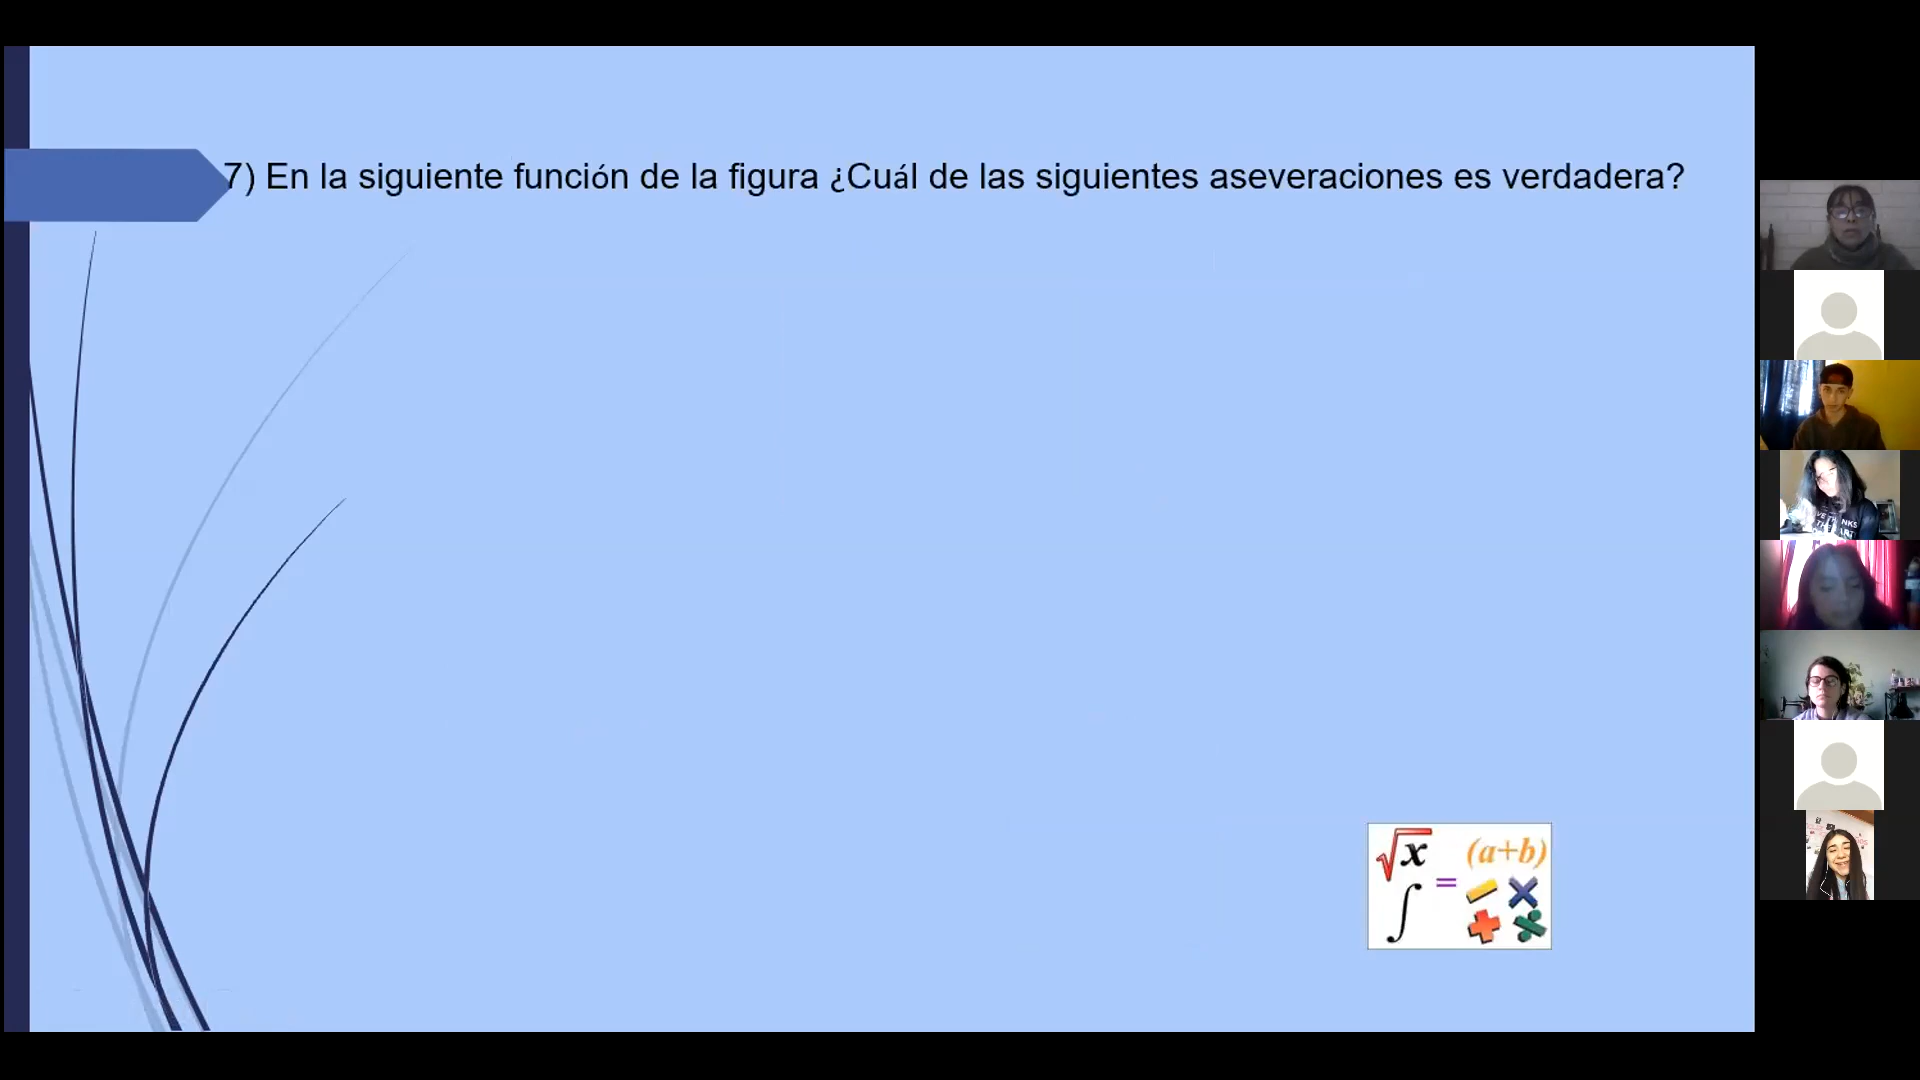 7) En la siguiente función de la figura ¿Cuál de las siguientes aseveraciones es verdadera?
√x (a+b)
∫ =